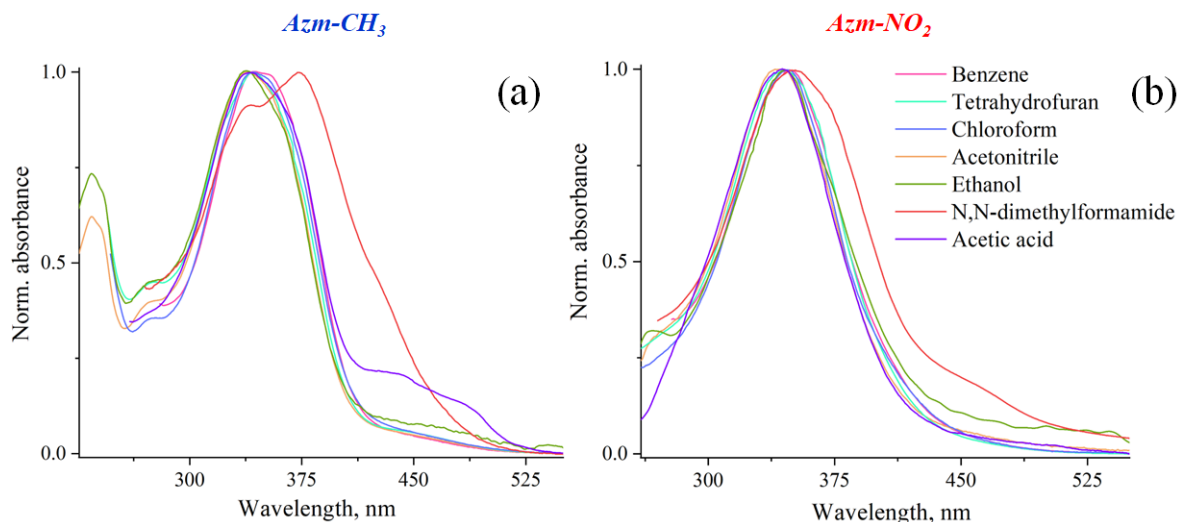 Azm-CH3
Azm-NO2
(a)
Norm. absorbance
1.0
0.5
0.0
300
375
450
525
Wavelength, nm
(b)
Benzene
Tetrahydrofuran
Chloroform
Acetonitrile
Ethanol
N,N-dimethylformamide
Acetic acid
Norm. absorbance
1.0
0.5
0.0
300
375
450
525
Wavelength, nm